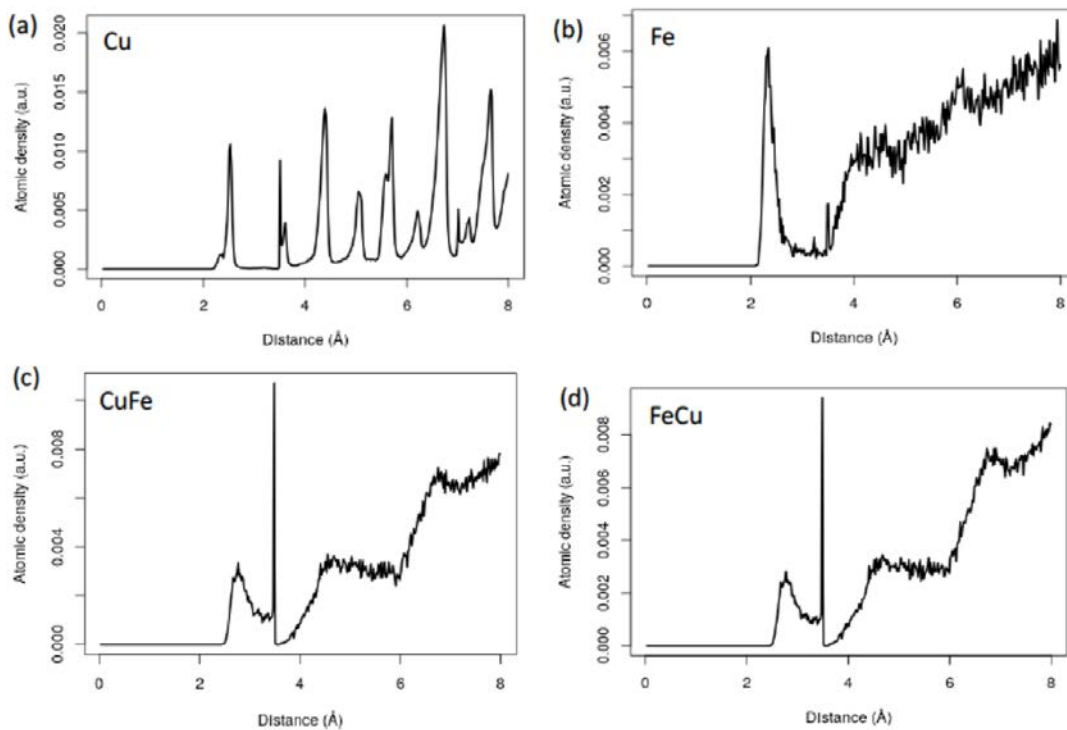 (a)
Cu
Atomic density (a.u.)
0.000
0.005
0.010
0.015
0.020
0
2
4
6
8
Distance (Å)
(b)
Fe
Atomic density (a.u.)
0.000
0.002
0.004
0.006
0
2
4
6
8
Distance (Å)
(c)
CuFe
Atomic density (a.u.)
0.000
0.004
0.008
0
2
4
6
8
Distance (Å)
(d)
FeCu
Atomic density (a.u.)
0.000
0.002
0.004
0.006
0.008
0
2
4
6
8
Distance (Å)